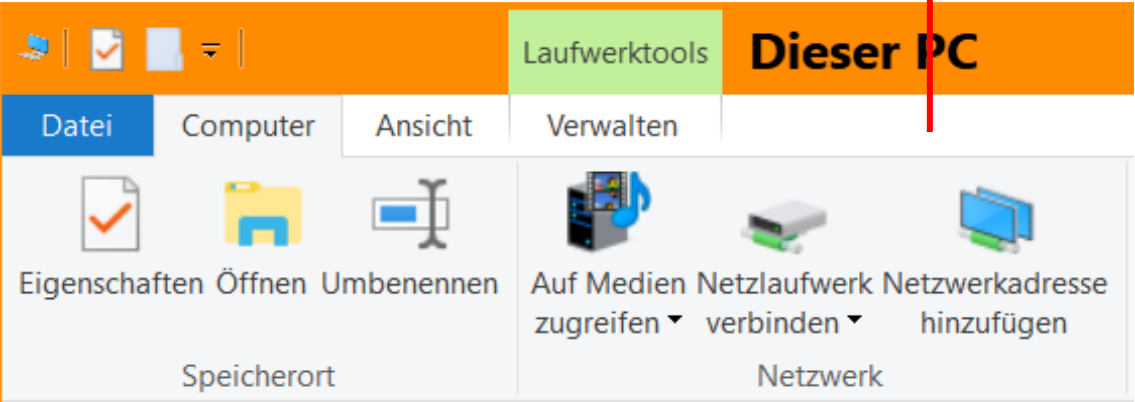 Laufwerktools Dieser PC
Datei Computer Ansicht Verwalten
Eigenschaften Öffnen Umbenennen Auf Medien Netzlaufwerk Netzwerkadresse
zugreifen verbinden hinzufügen
Speicherort Netzwerk